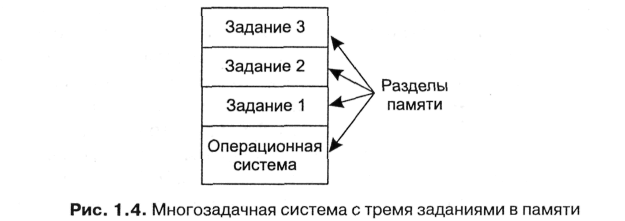 Задание 3
Задание 2
Задание 1
Операционная
система
Разделы
памяти
Рис. 1.4. Многозадачная система с тремя заданиями в памяти